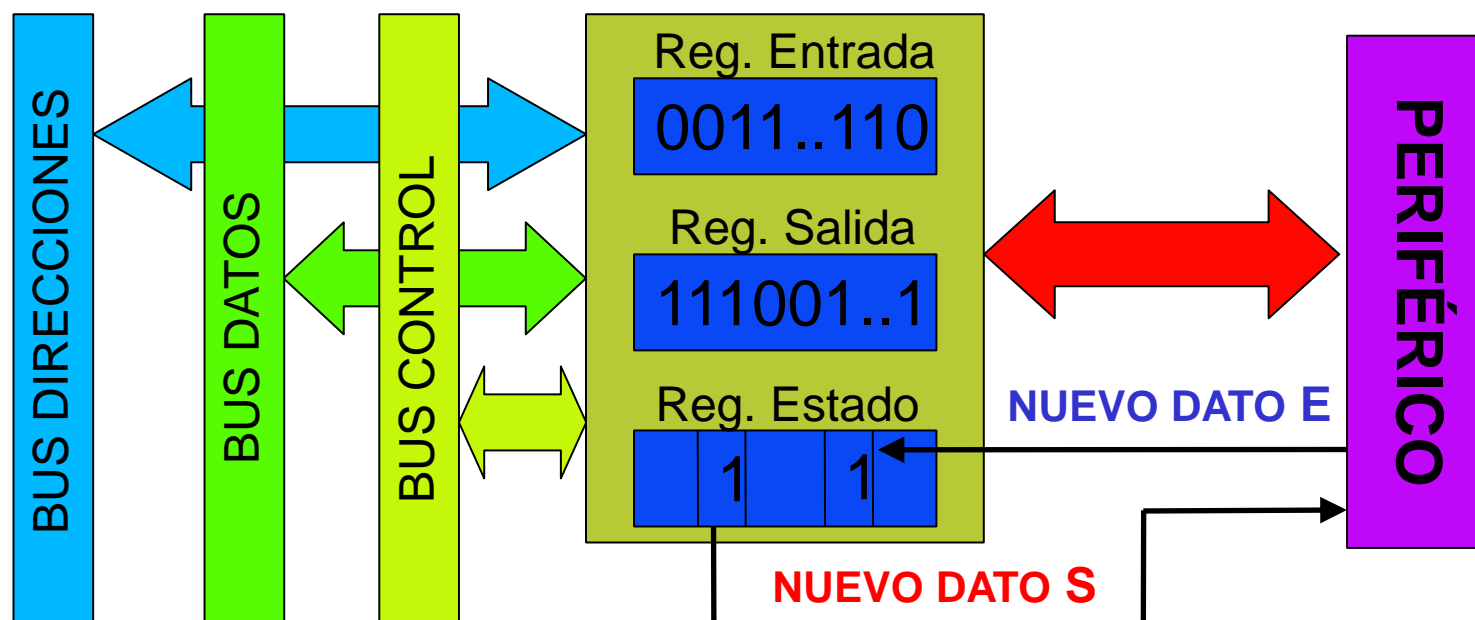 BUS DIRECCIONES
BUS DATOS
BUS CONTROL
Reg. Entrada
0011..110
Reg. Salida
111001..1
Reg. Estado
1 1
NUEVO DATO E
NUEVO DATO S
PERIFÉRICO